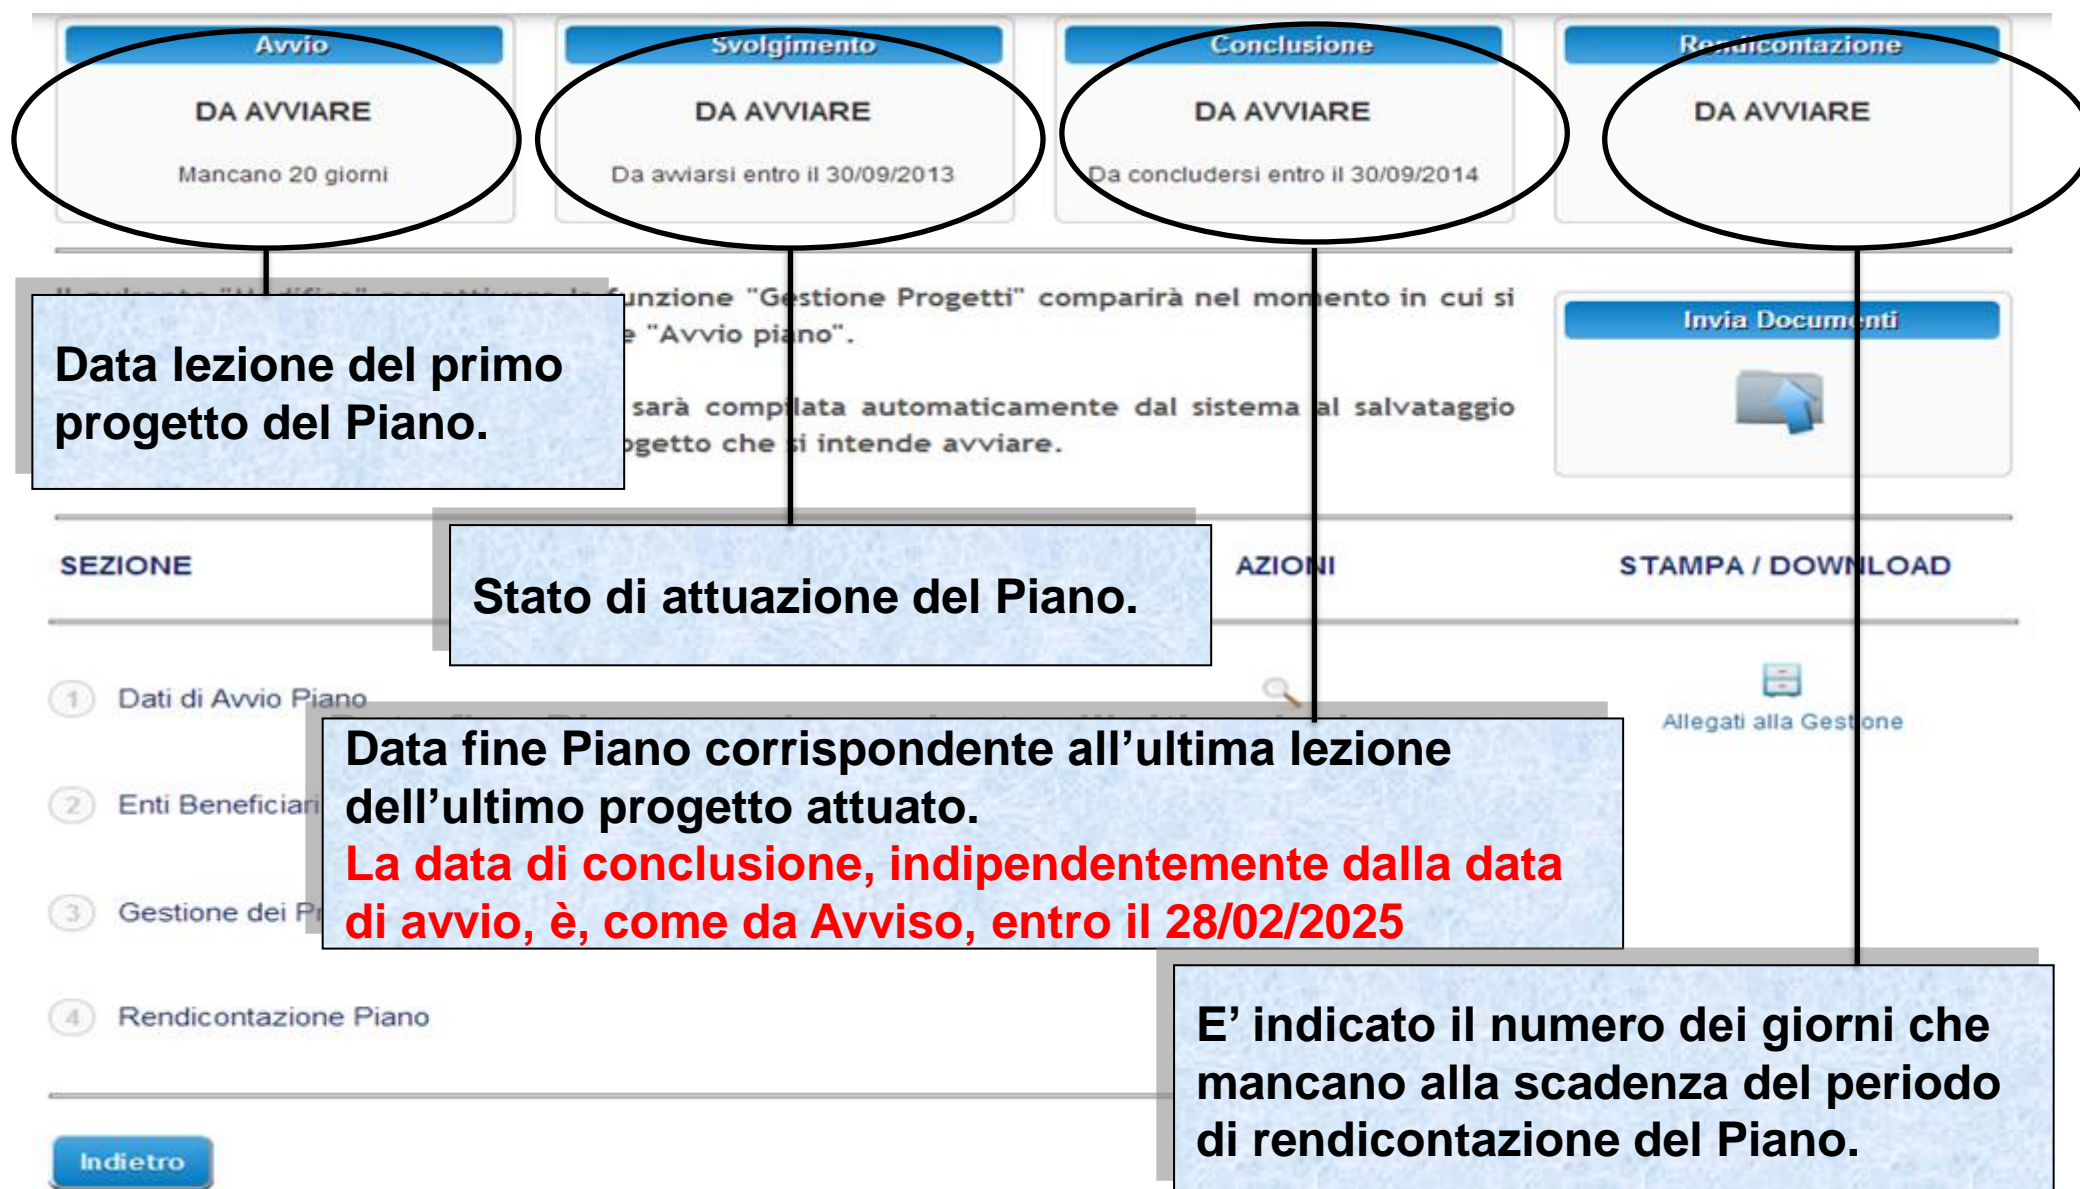 Avvio
Svolgimento
Conclusione
Rendicontazione
DA AVVIARE
DA AVVIARE
DA AVVIARE
DA AVVIARE
Mancano 20 giorni
Da avviarsi entro il 30/09/2013
Da concludersi entro il 30/09/2014
funzione "Gestione Progetti" comparirà nel momento in cui si
"Avvio piano".
sarà compilata automaticamente dal sistema al salvataggio
che si intende avviare.
Invia Documenti
Data lezione del primo
progetto del Piano.
SEZIONE
AZIONI
STAMPA / DOWNLOAD
Stato di attuazione del Piano.
1 Dati di Avvio Piano
Allegati alla Gestione
Data fine Piano corrispondente all’ultima lezione
dell’ultimo progetto attuato.
La data di conclusione, indipendentemente dalla data
di avvio, è, come da Avviso, entro il 28/02/2025
2 Enti Beneficiari
3 Gestione dei
4 Rendicontazione Piano
E’ indicato il numero dei giorni che
mancano alla scadenza del periodo
di rendicontazione del Piano.
Indietro